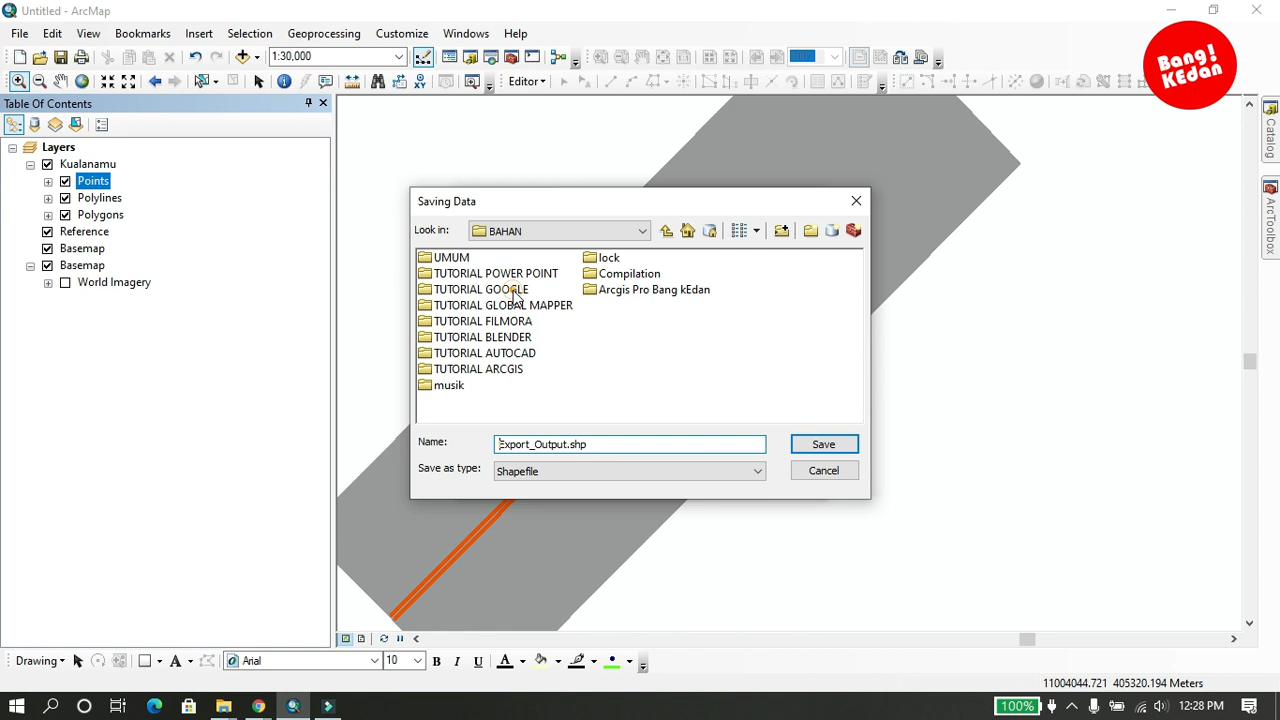 Untitled - ArcMap
File Edit View Bookmarks Insert Selection Geoprocessing Customize Windows Help
1:30,000
Editor
Bang!
KEdan
Table Of Contents
Layers
Kualanamu
Points
Polylines
Polygons
Reference
Basemap
Basemap
World Imagery
Catalog
ArcToolbox
Saving Data
Look in: BAHAN
UMUM
TUTORIAL POWER POINT
TUTORIAL GOOGLE
TUTORIAL GLOBAL MAPPER
TUTORIAL FILMORA
TUTORIAL BLENDER
TUTORIAL AUTOCAD
TUTORIAL ARCGIS
musik
lock
Compilation
Arcgis Pro Bang kEdan
Name: Export_Output.shp
Save
Save as type: Shapefile
Cancel
Drawing Arial 10 B I U A
11004044.721 405320.194 Meters
100% 12:28 PM